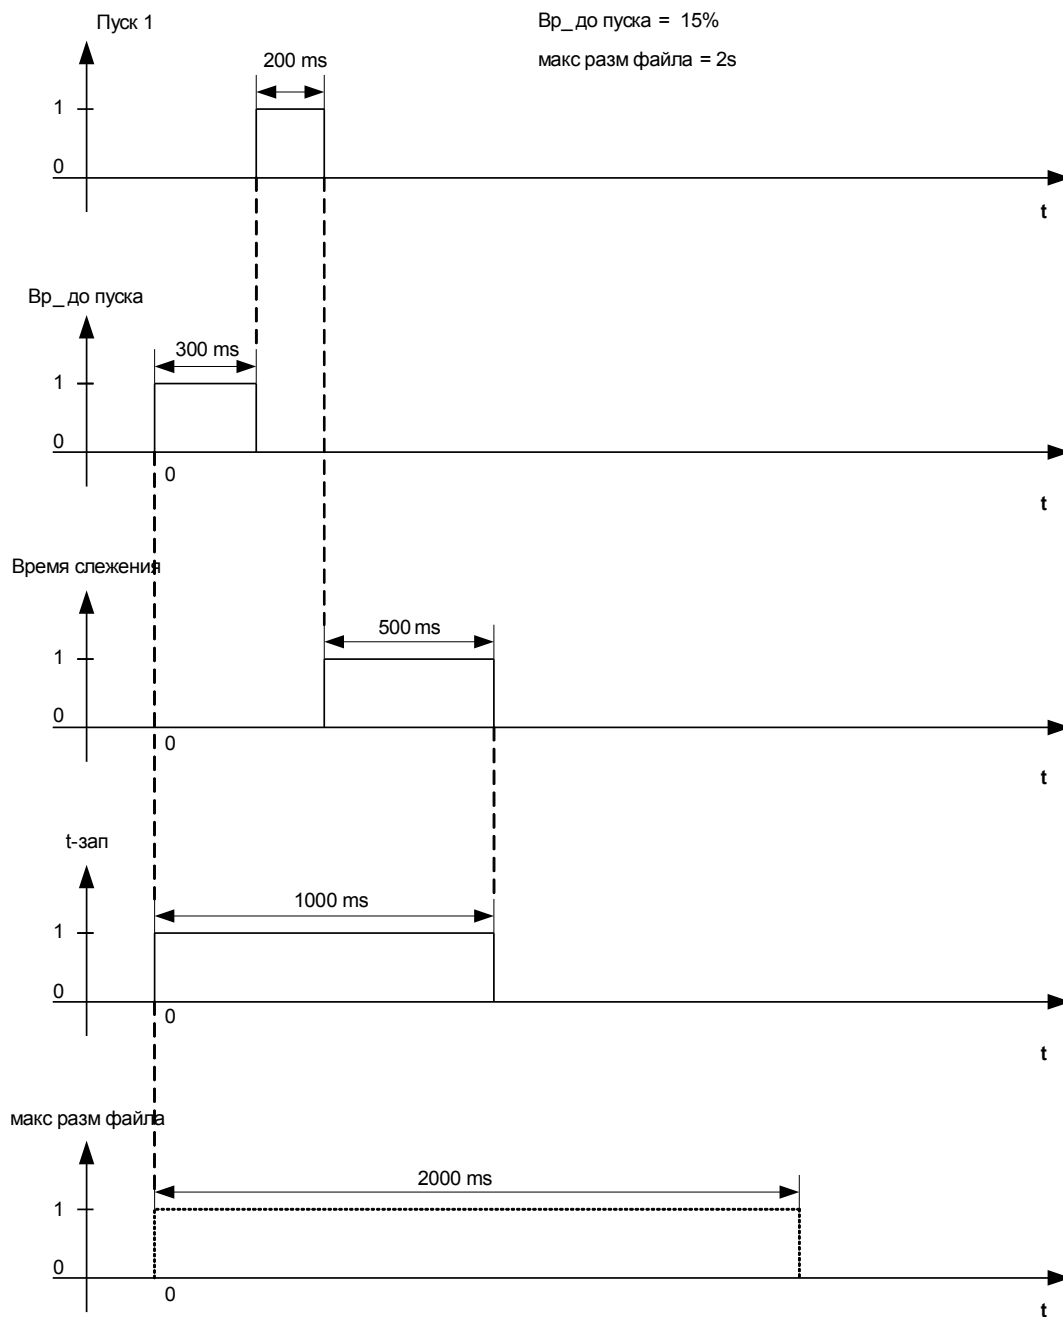 Пуск 1
Вр_до пуска = 15%
макс разм файла = 2s
200 ms
1
0
t
Вр_до пуска
300 ms
1
0
0
t
Время слежения
500 ms
1
0
0
t
t-зап
1000 ms
1
0
0
t
макс разм файла
2000 ms
1
0
0
t